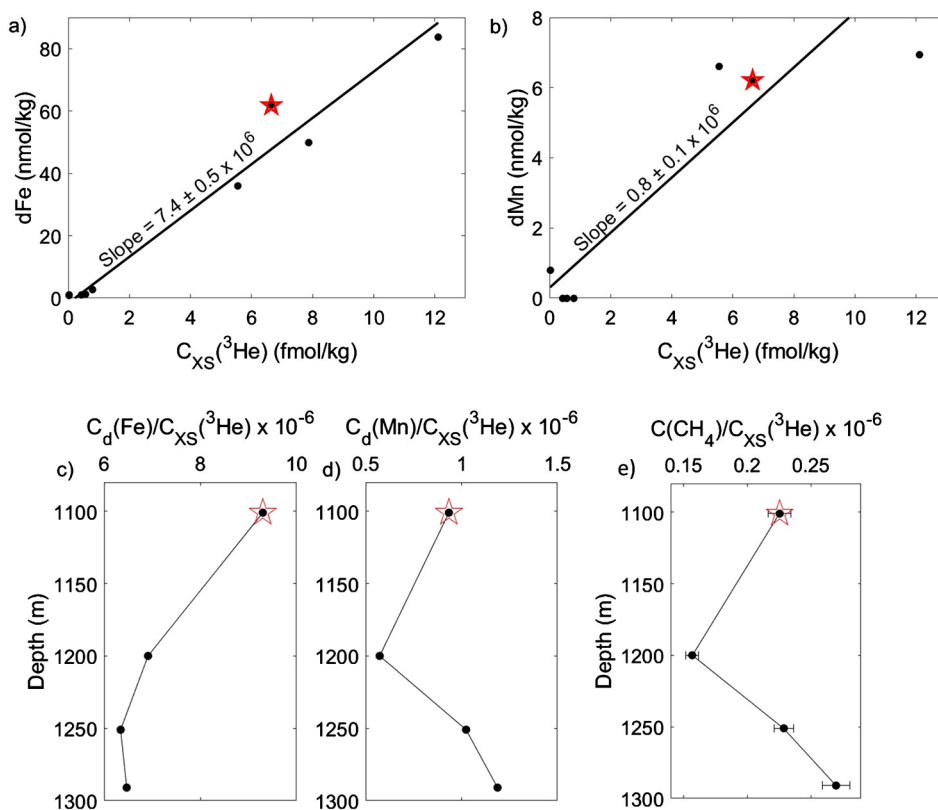 a)
80
60
40
20
0
dFe (nmol/kg)
Slope = 7.4 ± 0.5 x 10⁶
0 2 4 6 8 10 12
C_XS(³He) (fmol/kg)
b)
8
6
4
2
0
dMn (nmol/kg)
Slope = 0.8 ± 0.1 x 10⁶
0 2 4 6 8 10 12
C_XS(³He) (fmol/kg)
C_d(Fe)/C_XS(³He) x 10⁻⁶
c)
6 8 10
1100
1150
1200
1250
1300
Depth (m)
C_d(Mn)/C_XS(³He) x 10⁻⁶
d)
0.5 1 1.5
1100
1150
1200
1250
1300
Depth (m)
C(CH₄)/C_XS(³He) x 10⁻⁶
e)
0.15 0.2 0.25
1100
1150
1200
1250
1300
Depth (m)